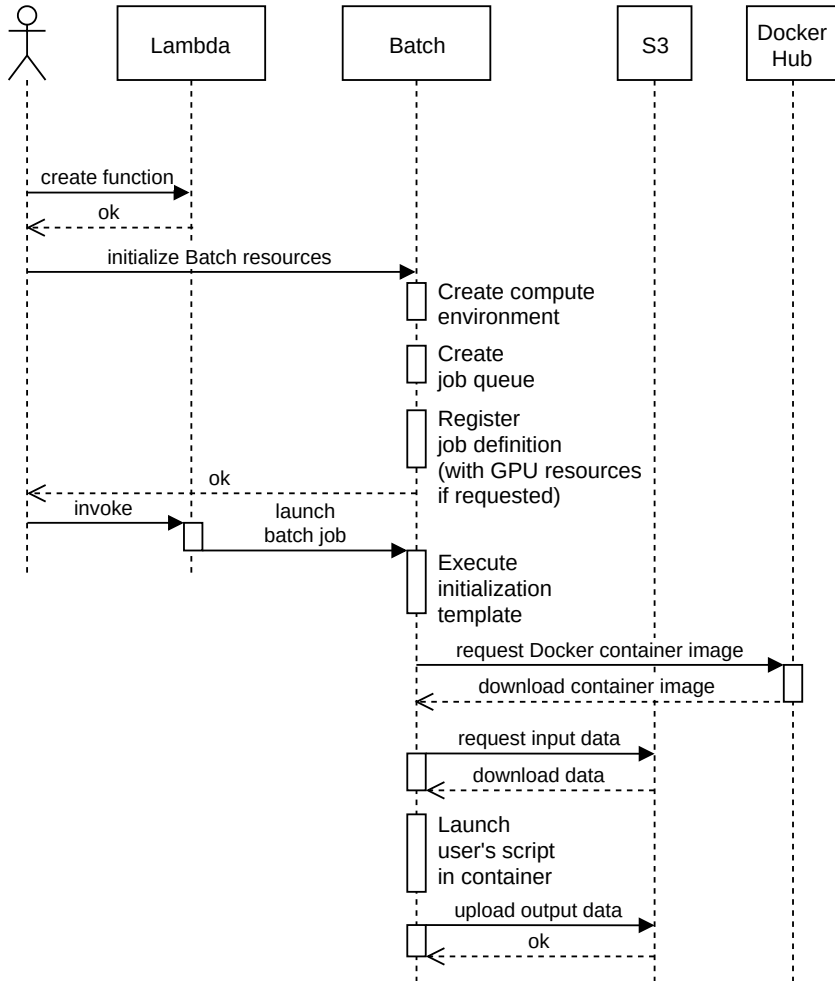 Lambda
Batch
S3
Docker
Hub
create function
ok
initialize Batch resources
Create compute
environment
Create
job queue
Register
job definition
(with GPU resources
if requested)
ok
invoke
launch
batch job
Execute
initialization
template
request Docker container image
download container image
request input data
download data
Launch
user's script
in container
upload output data
ok